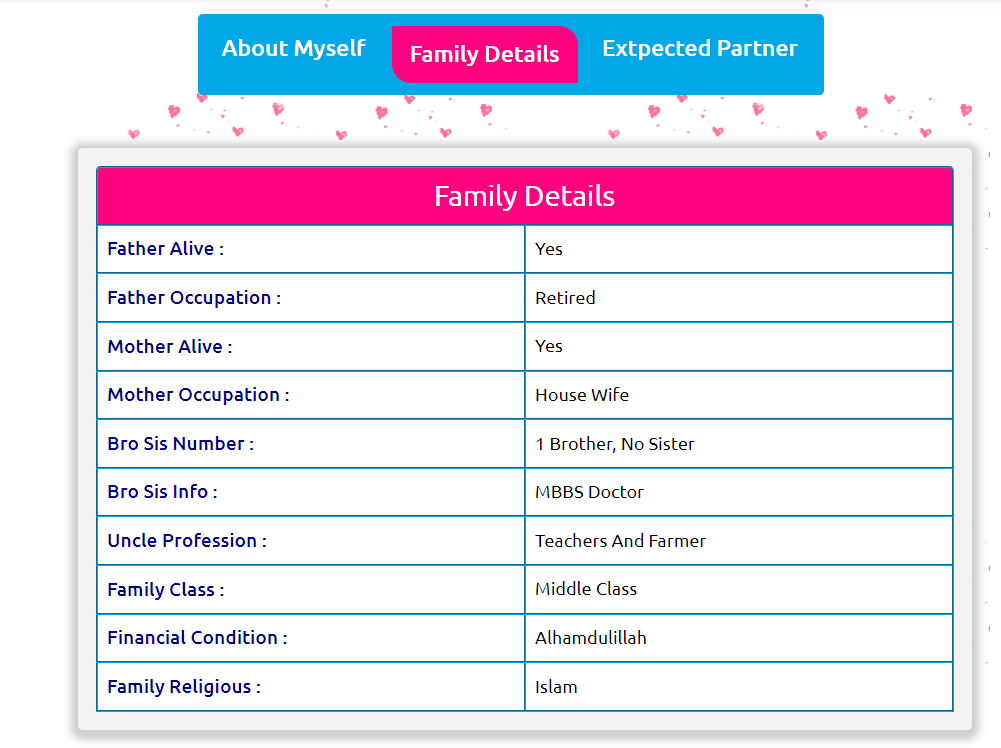 About Myself
Family Details
Extpected Partner
Family Details
Father Alive : Yes
Father Occupation : Retired
Mother Alive : Yes
Mother Occupation : House Wife
Bro Sis Number : 1 Brother, No Sister
Bro Sis Info : MBBS Doctor
Uncle Profession : Teachers And Farmer
Family Class : Middle Class
Financial Condition : Alhamdulillah
Family Religious : Islam